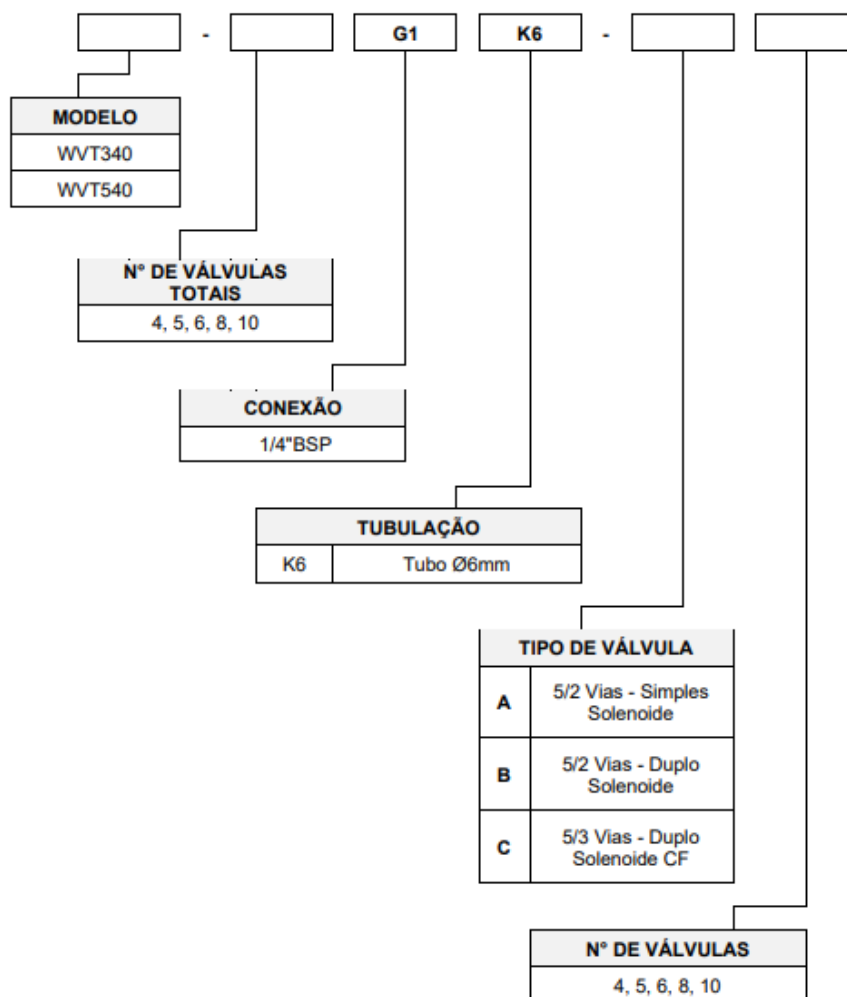 - G1 K6 -
MODELO
WVT340
WVT540
N° DE VÁLVULAS
TOTAIS
4, 5, 6, 8, 10
CONEXÃO
1/4"BSP
TUBULAÇÃO
K6 Tubo Ø6mm
TIPO DE VÁLVULA
A 5/2 Vias - Simples
Solenoide
B 5/2 Vias - Duplo
Solenoide
C 5/3 Vias - Duplo
Solenoide CF
N° DE VÁLVULAS
4, 5, 6, 8, 10